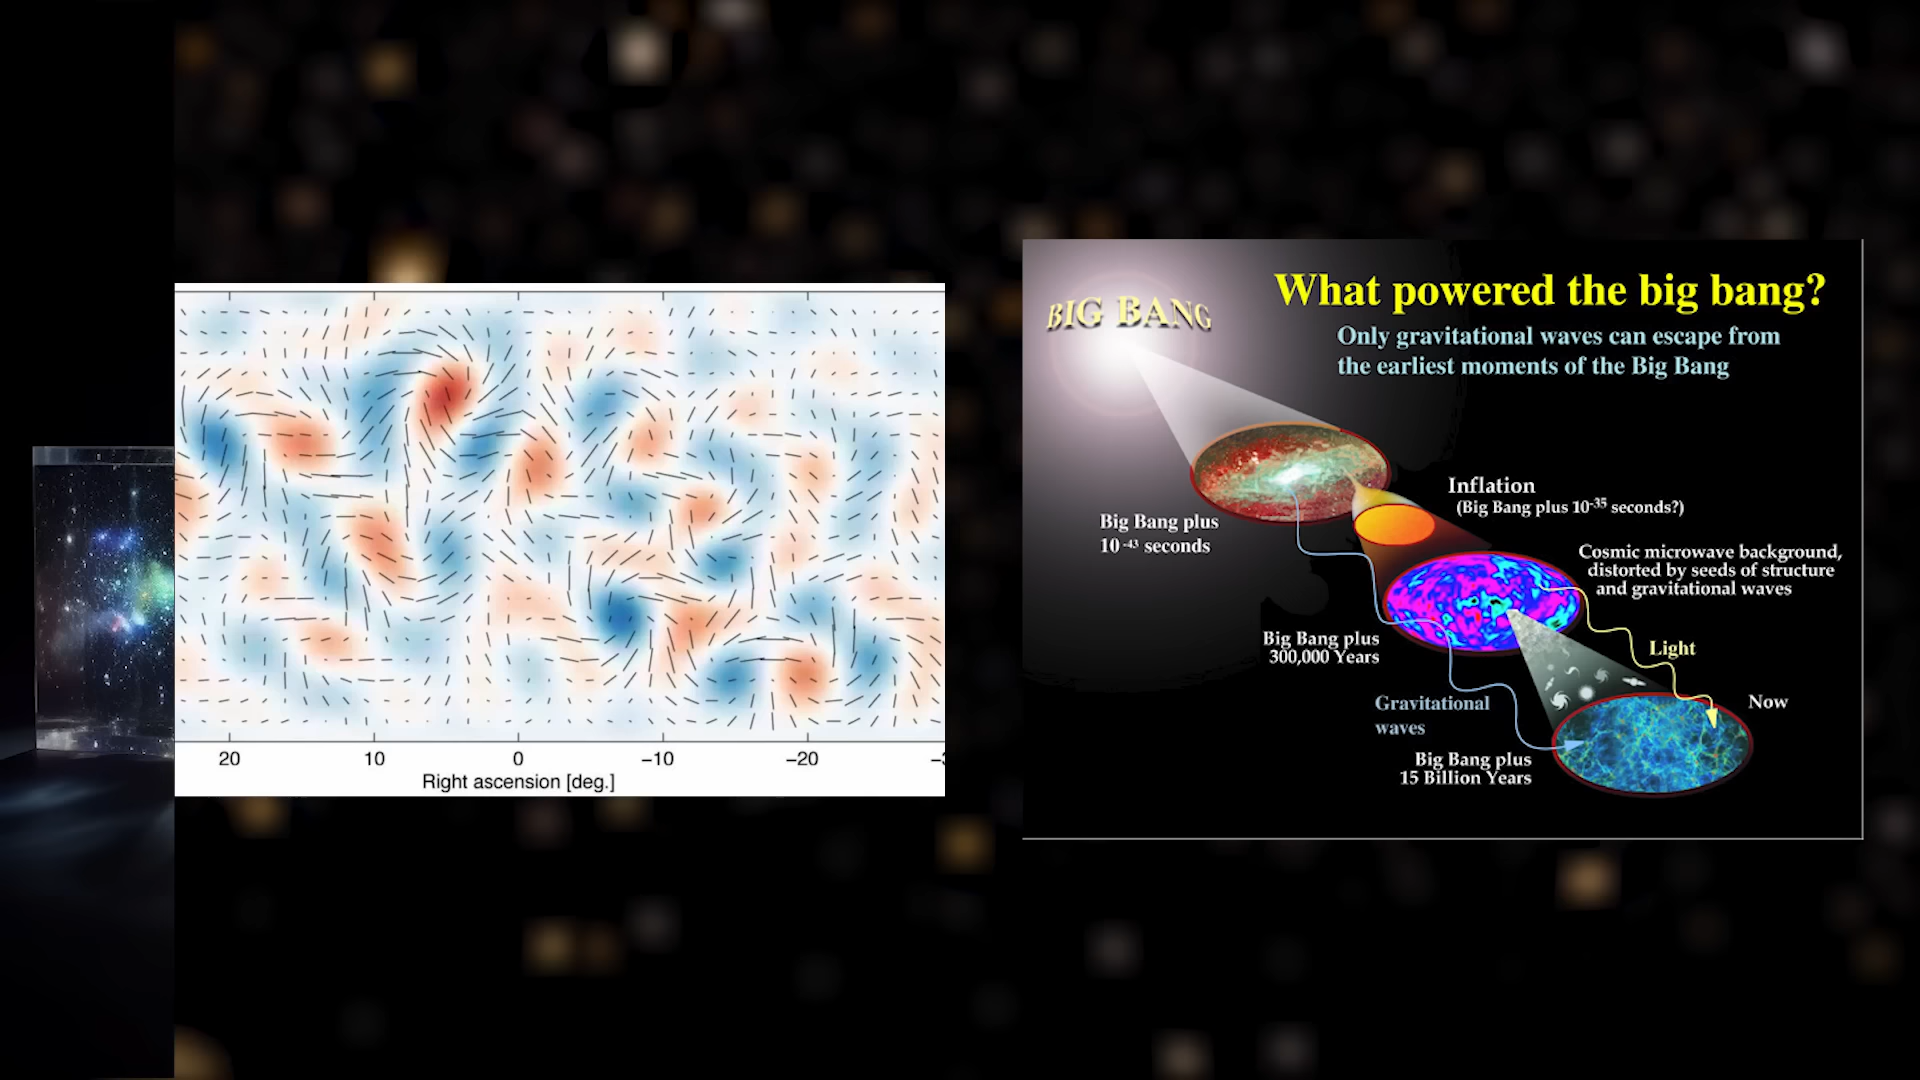 20 10 0 −10 −20
Right ascension [deg.]
BIG BANG
What powered the big bang?
Only gravitational waves can escape from
the earliest moments of the Big Bang
Big Bang plus
10⁻⁴³ seconds
Inflation
(Big Bang plus 10⁻³⁵ seconds?)
Cosmic microwave background,
distorted by seeds of structure
and gravitational waves
Big Bang plus
300,000 Years
Light
Gravitational
waves
Now
Big Bang plus
15 Billion Years